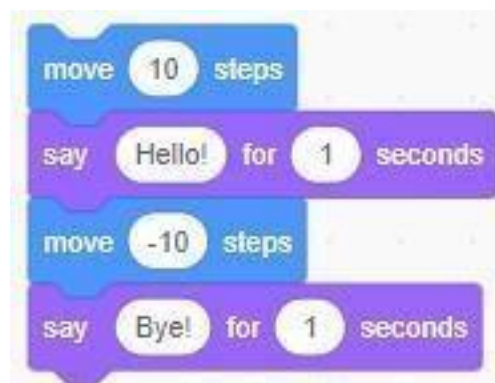 move 10 steps
say Hello! for 1 seconds
move -10 steps
say Bye! for 1 seconds